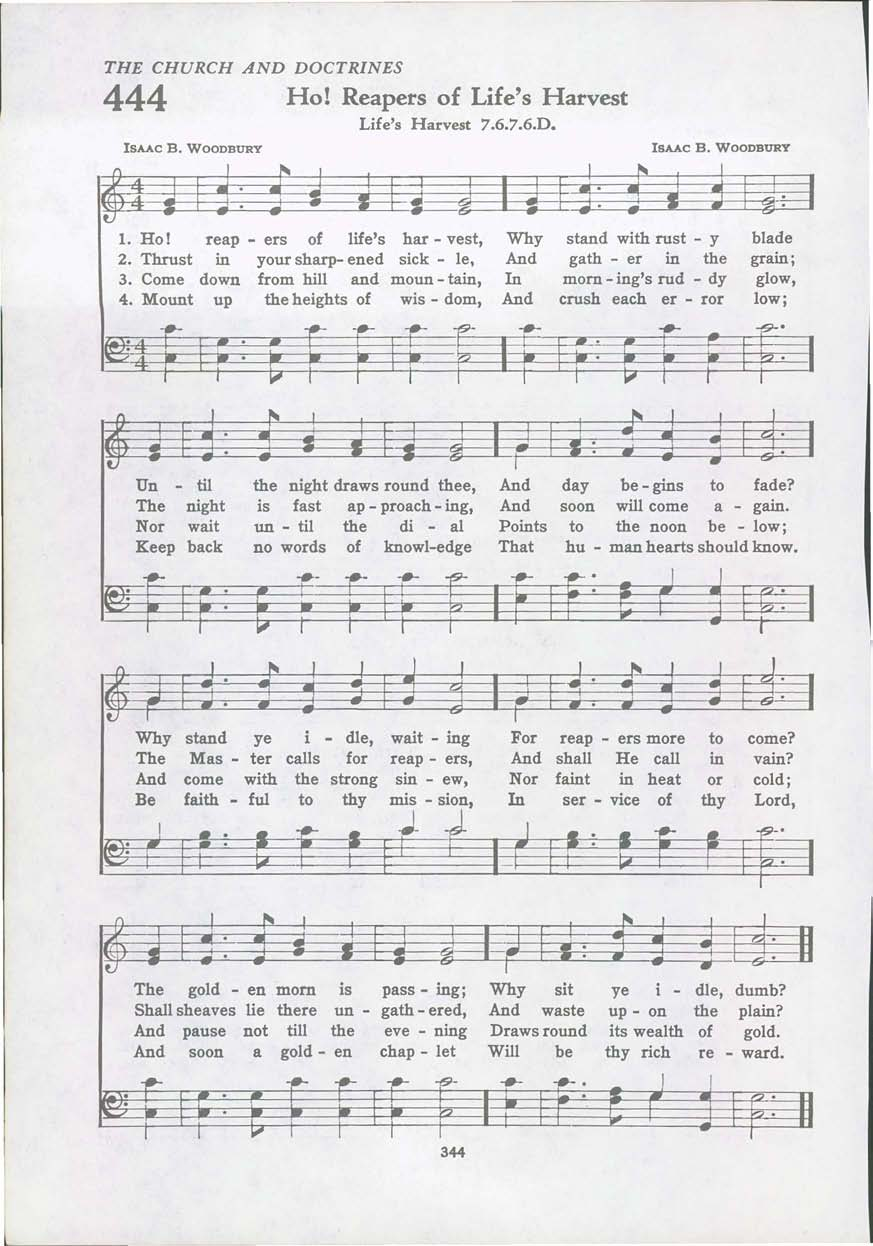 THE CHURCH AND DOCTRINES
444 Ho! Reapers of Life's Harvest
Life's Harvest 7.6.7.6.D.
ISAAC B. WOODBURY ISAAC B. WOODBURY
4
4
1. Ho! reap - ers of life's har - vest, Why stand with rust - y blade
2. Thrust in your sharp - ened sick - le, And gath - er in the grain;
3. Come down from hill and moun - tain, In morn - ing's rud - dy glow,
4. Mount up the heights of wis - dom, And crush each er - ror low;
4
4
Un - til the night draws round thee, And day be - gins to fade?
The night is fast ap - proach - ing, And soon will come a - gain.
Nor wait un - til the di - al Points to the noon be - low;
Keep back no words of knowl - edge That hu - man hearts should know.
Why stand ye i - dle, wait - ing For reap - ers more to come?
The Mas - ter calls for reap - ers, And shall He call in vain?
And come with the strong sin - ew, Nor faint in heat or cold;
Be faith - ful to thy mis - sion, In ser - vice of thy Lord,
The gold - en morn is pass - ing; Why sit ye i - dle, dumb?
Shall sheaves lie there un - gath - ered, And waste up - on the plain?
And pause not till the eve - ning Draws round its wealth of gold.
And soon a gold - en chap - let Will be thy rich re - ward.
344